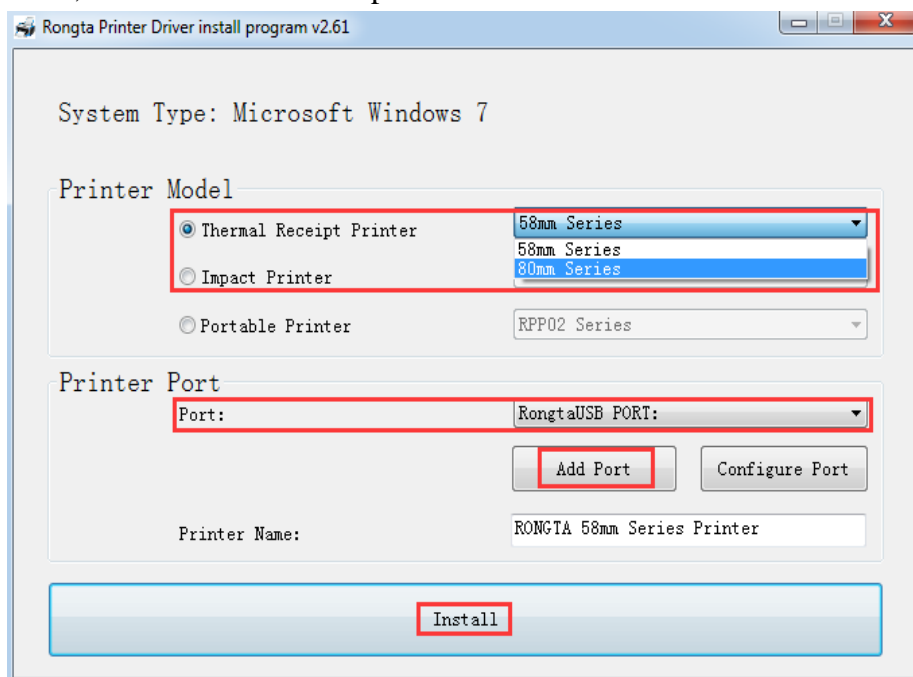 Rongta Printer Driver install program v2.61
System Type: Microsoft Windows 7
Printer Model
Thermal Receipt Printer
58mm Series
58mm Series
80mm Series
Impact Printer
Portable Printer
RPP02 Series
Printer Port
Port:
RongtaUSB PORT:
Add Port
Configure Port
Printer Name:
RONGTA 58mm Series Printer
Install